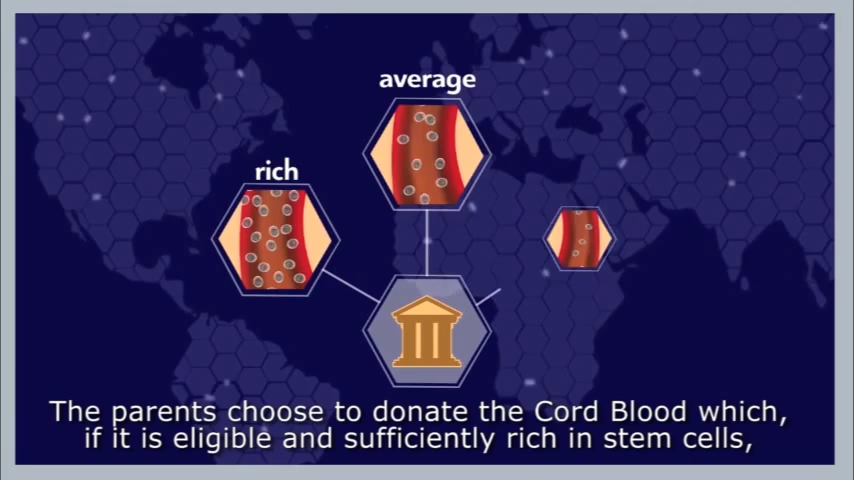 average
rich
The parents choose to donate the Cord Blood which,
if it is eligible and sufficiently rich in stem cells,